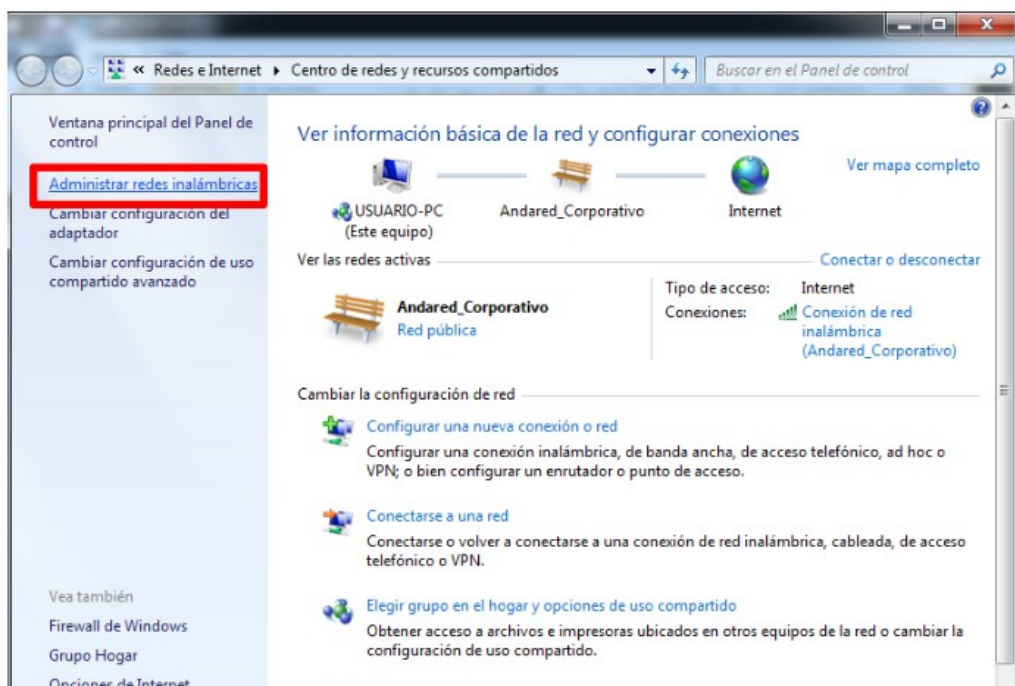 « Redes e Internet ▸ Centro de redes y recursos compartidos
Buscar en el Panel de control
Ventana principal del Panel de
control
Administrar redes inalámbricas
Cambiar configuración del
adaptador
Cambiar configuración de uso
compartido avanzado
Vea también
Firewall de Windows
Grupo Hogar
Opciones de Internet
Ver información básica de la red y configurar conexiones
Ver mapa completo
USUARIO-PC
(Este equipo)
Andared_Corporativo
Internet
Ver las redes activas
Conectar o desconectar
Andared_Corporativo
Red pública
Tipo de acceso: Internet
Conexiones: Conexión de red
inalámbrica
(Andared_Corporativo)
Cambiar la configuración de red
Configurar una nueva conexión o red
Configurar una conexión inalámbrica, de banda ancha, de acceso telefónico, ad hoc o
VPN; o bien configurar un enrutador o punto de acceso.
Conectarse a una red
Conectarse o volver a conectarse a una conexión de red inalámbrica, cableada, de acceso
telefónico o VPN.
Elegir grupo en el hogar y opciones de uso compartido
Obtener acceso a archivos e impresoras ubicados en otros equipos de la red o cambiar la
configuración de uso compartido.